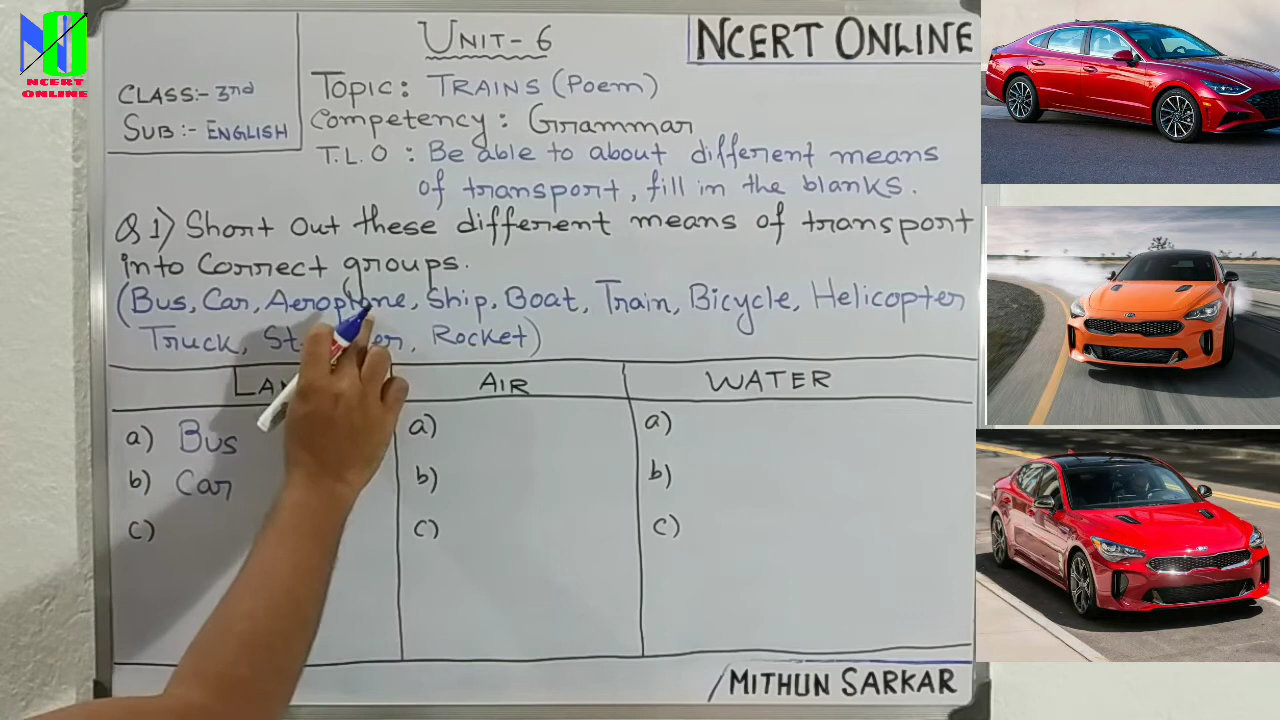 NCERT
ONLINE
UNIT-6
NCERT ONLINE
CLASS:- 3rd
SUB:- ENGLISH
Topic: TRAINS (Poem)
Competency: Grammar
T.L.O : Be able to about different means
of transport, fill in the blanks.
Q1) Short Out these different means of transport
into Correct groups.
(Bus, Car, Aeroplane, Ship, Boat, Train, Bicycle, Helicopter
Truck, Rocket)
AIR
WATER
a) Bus
a)
a)
b) Car
b)
b)
c)
c)
c)
/MITHUN SARKAR